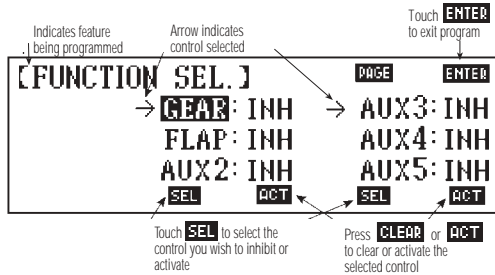 Indicates feature
being programmed
Arrow indicates
control selected
Touch ENTER
to exit program
[FUNCTION SEL.]
PAGE
ENTER
→ GEAR: INH
→ AUX3: INH
FLAP: INH
AUX4: INH
AUX2: INH
AUX5: INH
SEL
ACT
SEL
ACT
Touch SEL to select the
control you wish to inhibit or
activate
Press CLEAR or ACT
to clear or activate the
selected control